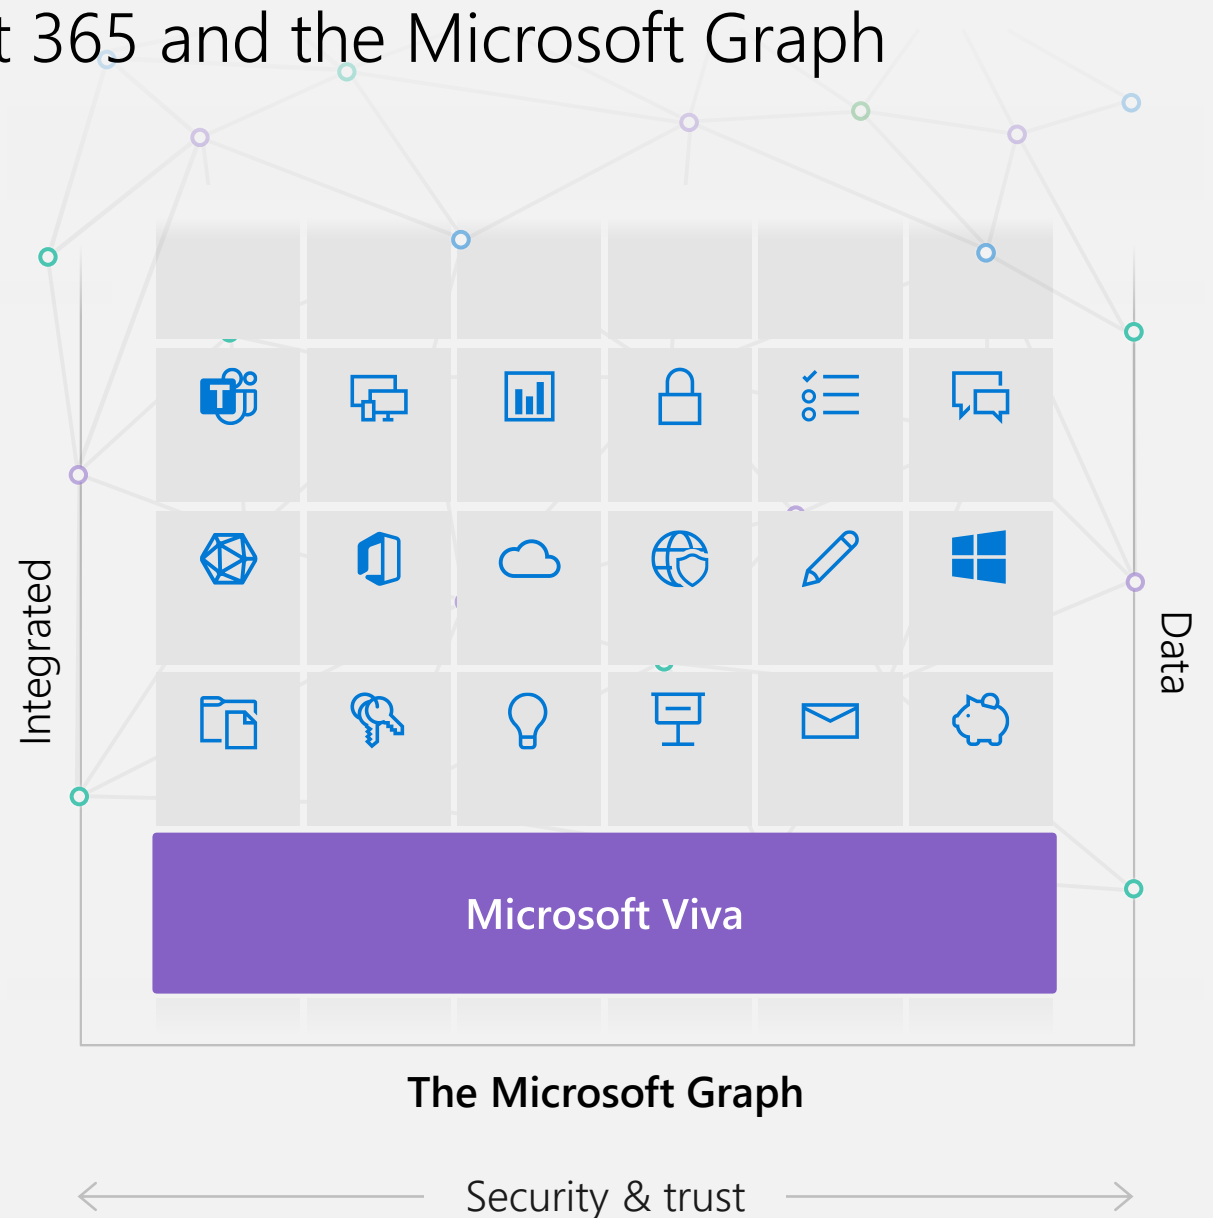 t 365 and the Microsoft Graph
T
Integrated
Data
Microsoft Viva
The Microsoft Graph
Security & trust